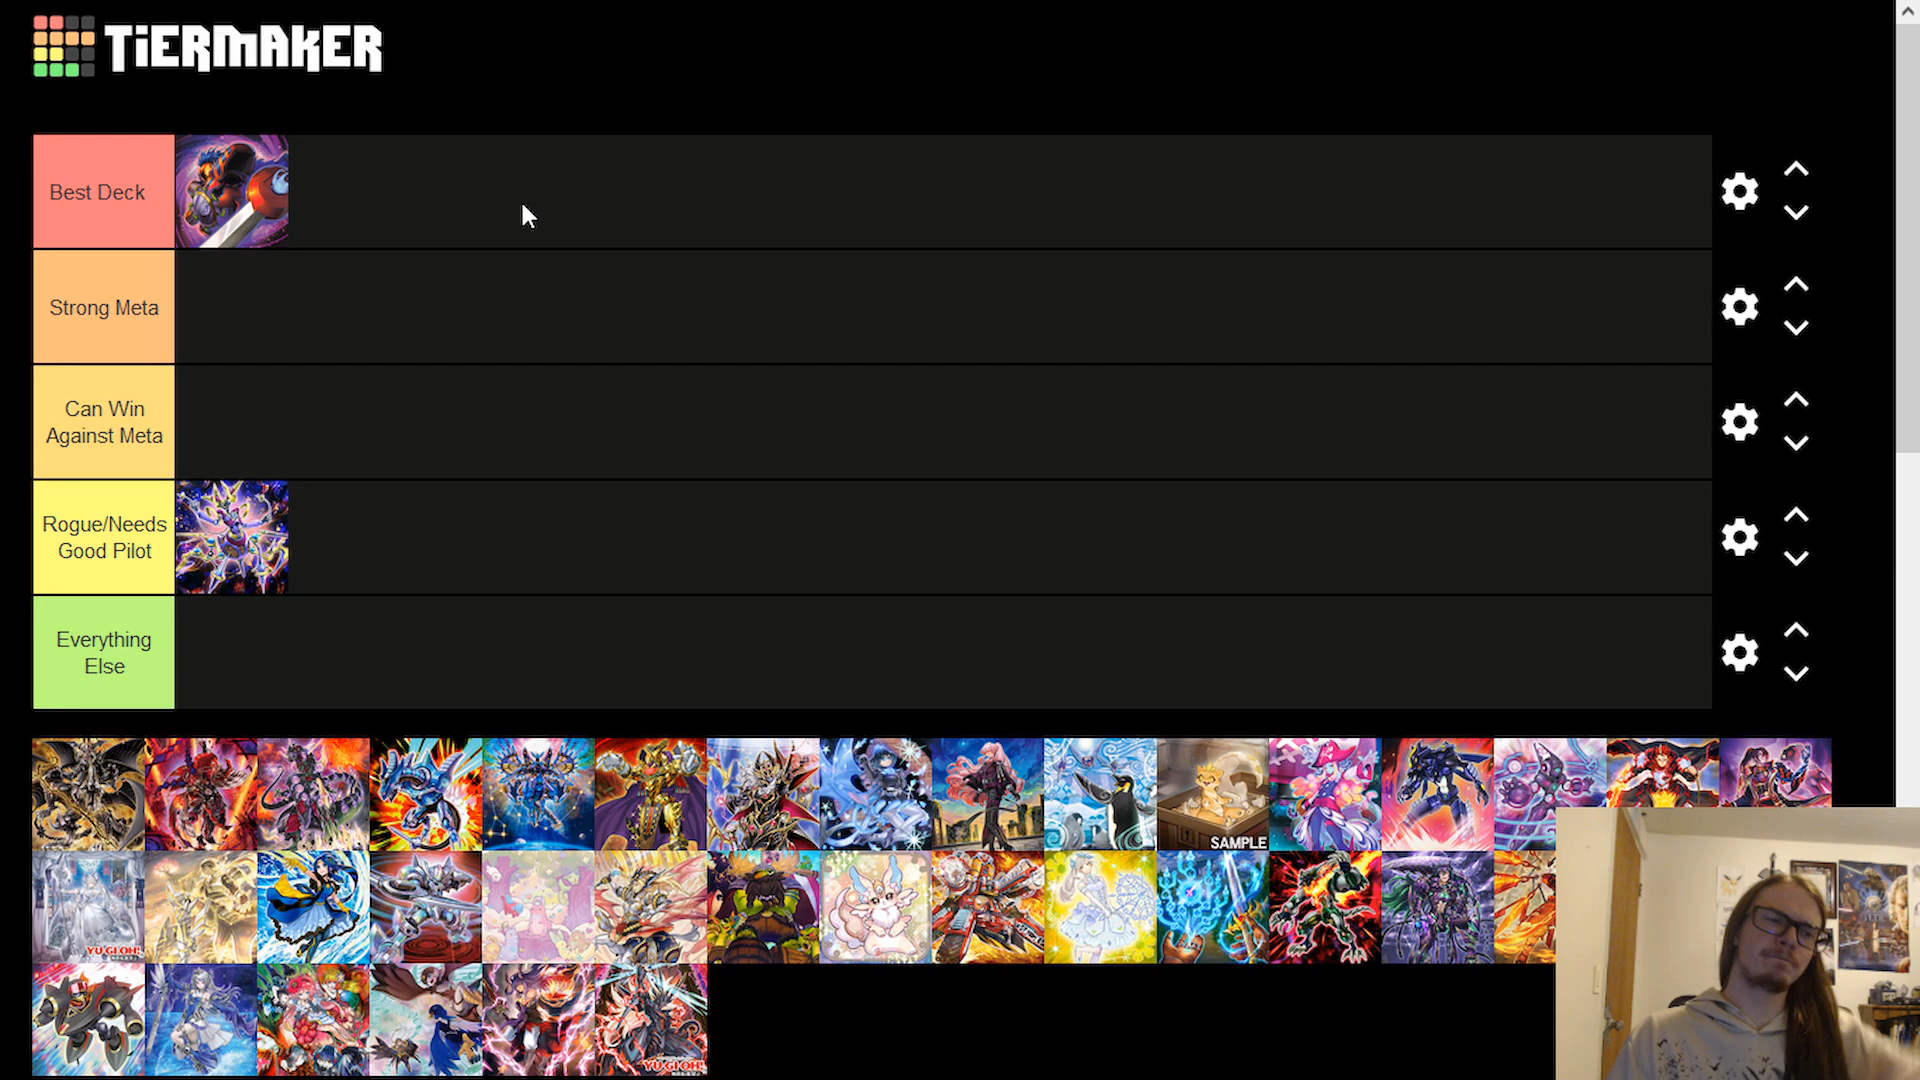 TiERMAKER
Best Deck
Strong Meta
Can Win
Against Meta
Rogue/Needs
Good Pilot
Everything
Else
SAMPLE
YU-GI-OH!
YU-GI-OH!